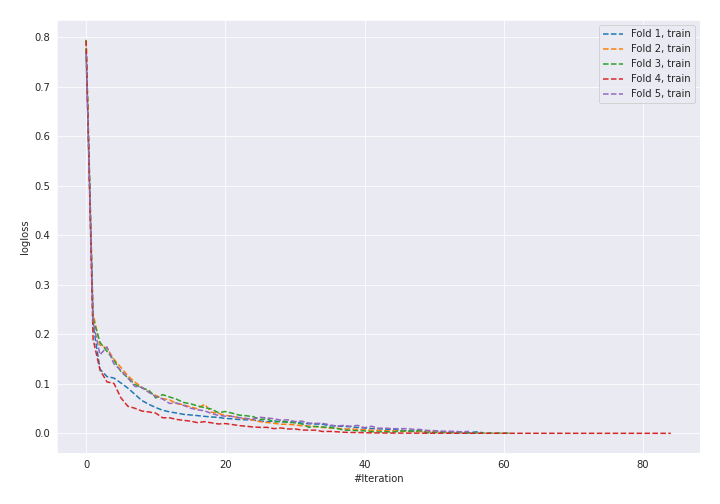 0.8
0.7
0.6
0.5
0.4
0.3
0.2
0.1
0.0
logloss
0
20
40
60
80
#Iteration
Fold 1, train
Fold 2, train
Fold 3, train
Fold 4, train
Fold 5, train